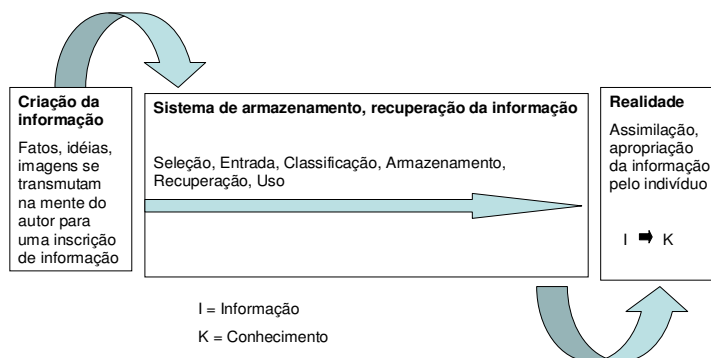 Criação da
informação
Fatos, idéias,
imagens se
transmutam
na mente do
autor para
uma inscrição
de informação
Sistema de armazenamento, recuperação da informação
Seleção, Entrada, Classificação, Armazenamento,
Recuperação, Uso
Realidade
Assimilação,
apropriação
da informação
pelo indivíduo
I ➡ K
I = Informação
K = Conhecimento